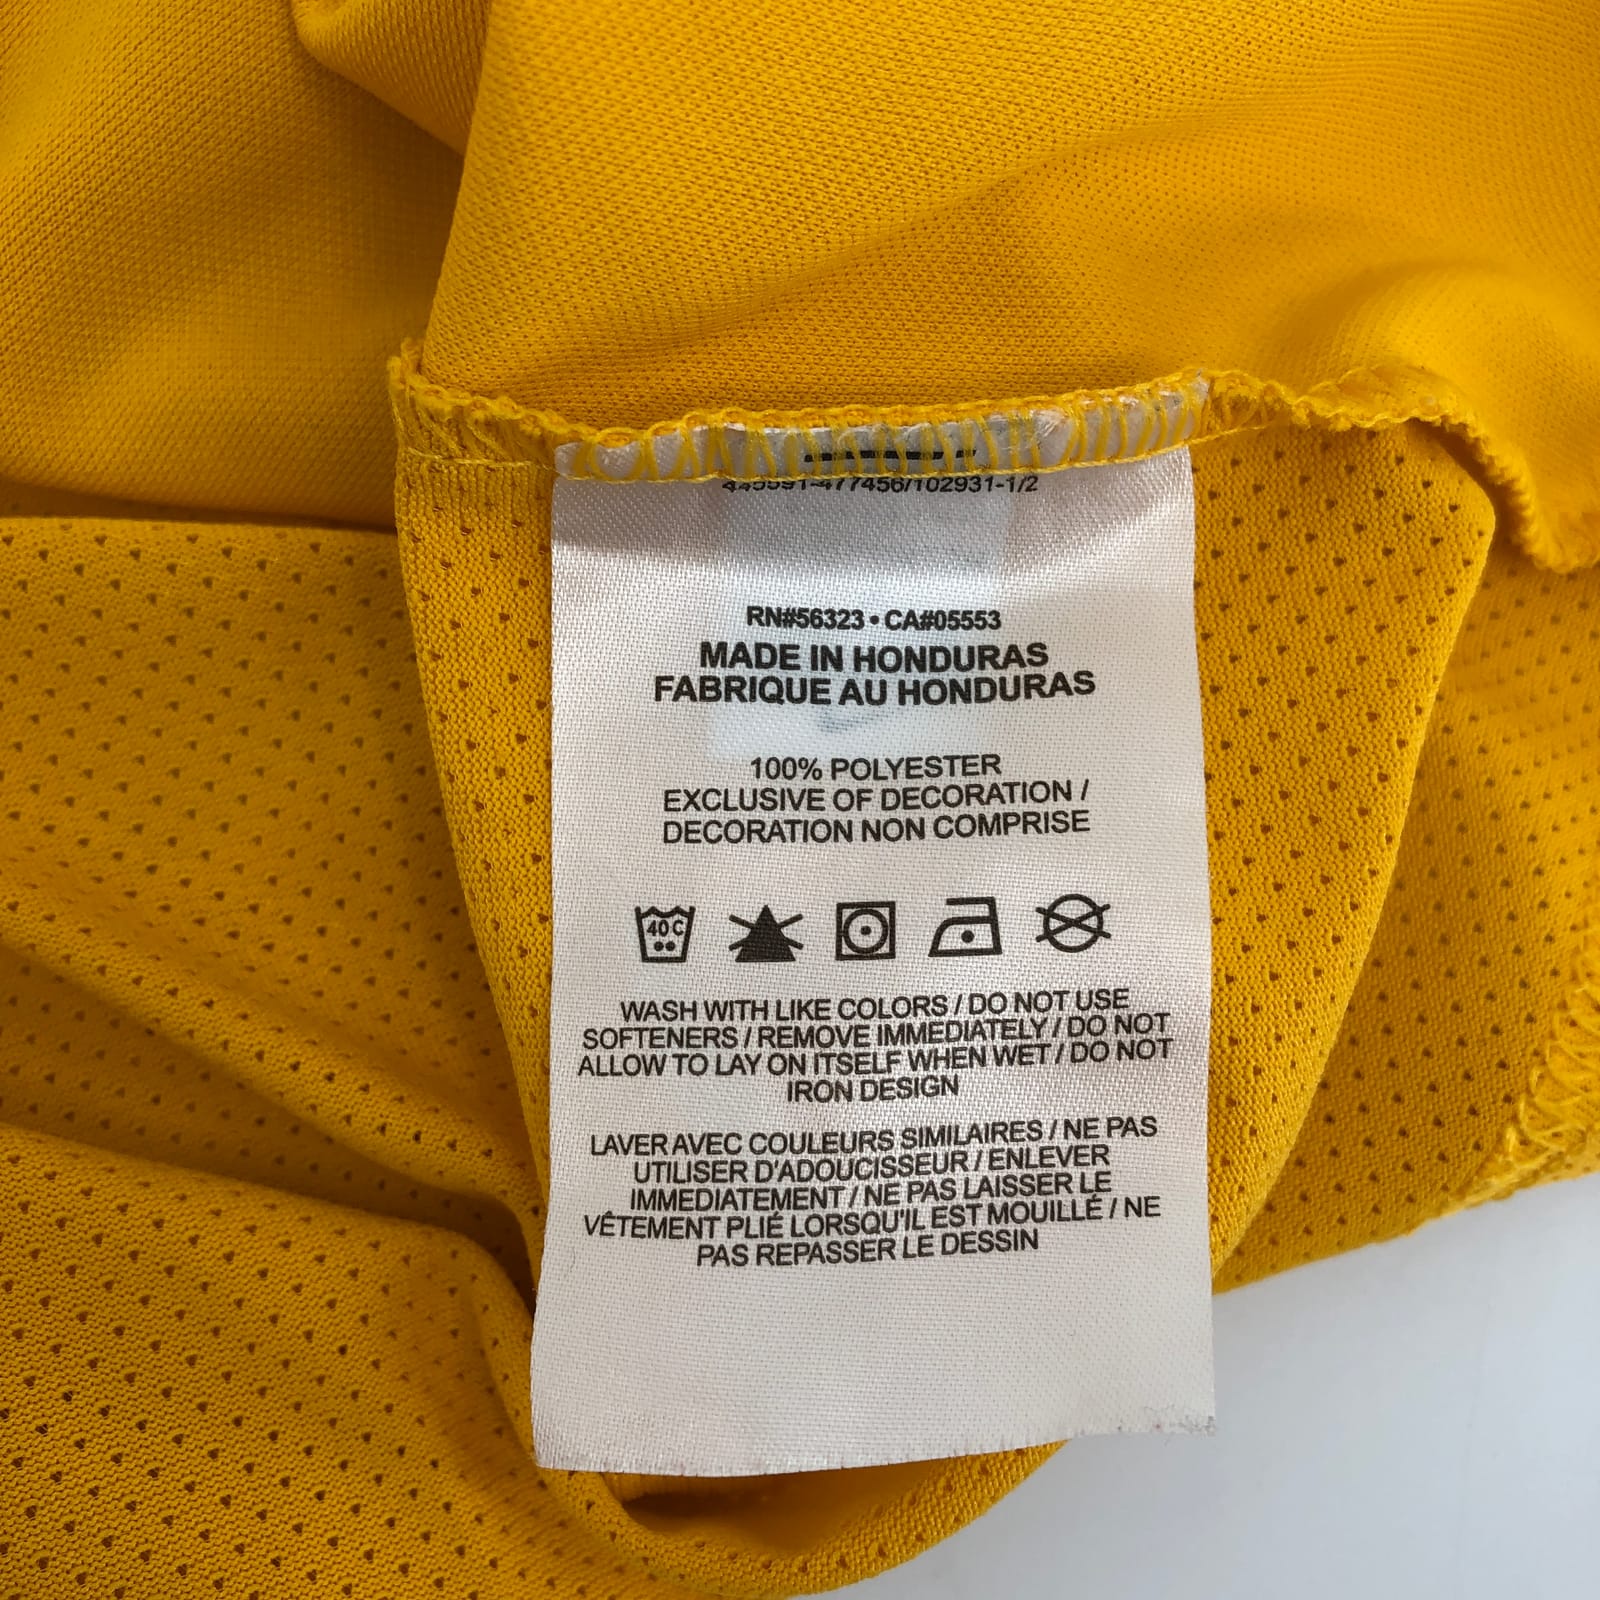 445591-477456/102931-1/2
RN#56323 • CA#05553
MADE IN HONDURAS
FABRIQUE AU HONDURAS
100% POLYESTER
EXCLUSIVE OF DECORATION /
DECORATION NON COMPRISE
40C
WASH WITH LIKE COLORS / DO NOT USE
SOFTENERS / REMOVE IMMEDIATELY / DO NOT
ALLOW TO LAY ON ITSELF WHEN WET / DO NOT
IRON DESIGN
LAVER AVEC COULEURS SIMILAIRES / NE PAS
UTILISER D'ADOUCISSEUR / ENLEVER
IMMEDIATEMENT / NE PAS LAISSER LE
VÊTEMENT PLIÉ LORSQU'IL EST MOUILLÉ / NE
PAS REPASSER LE DESSIN